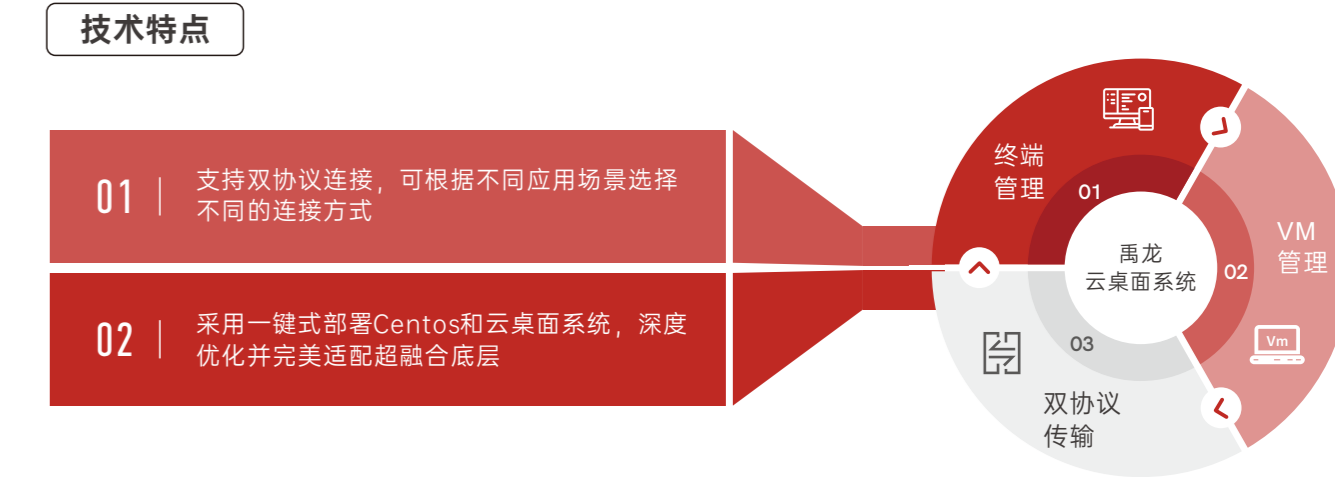 技术特点
01
支持双协议连接，可根据不同应用场景选择
不同的连接方式
02
采用一键式部署Centos和云桌面系统，深度
优化并完美适配超融合底层
终端
管理
01
禹龙
云桌面系统
VM
管理
02
Vm
03
双协议
传输